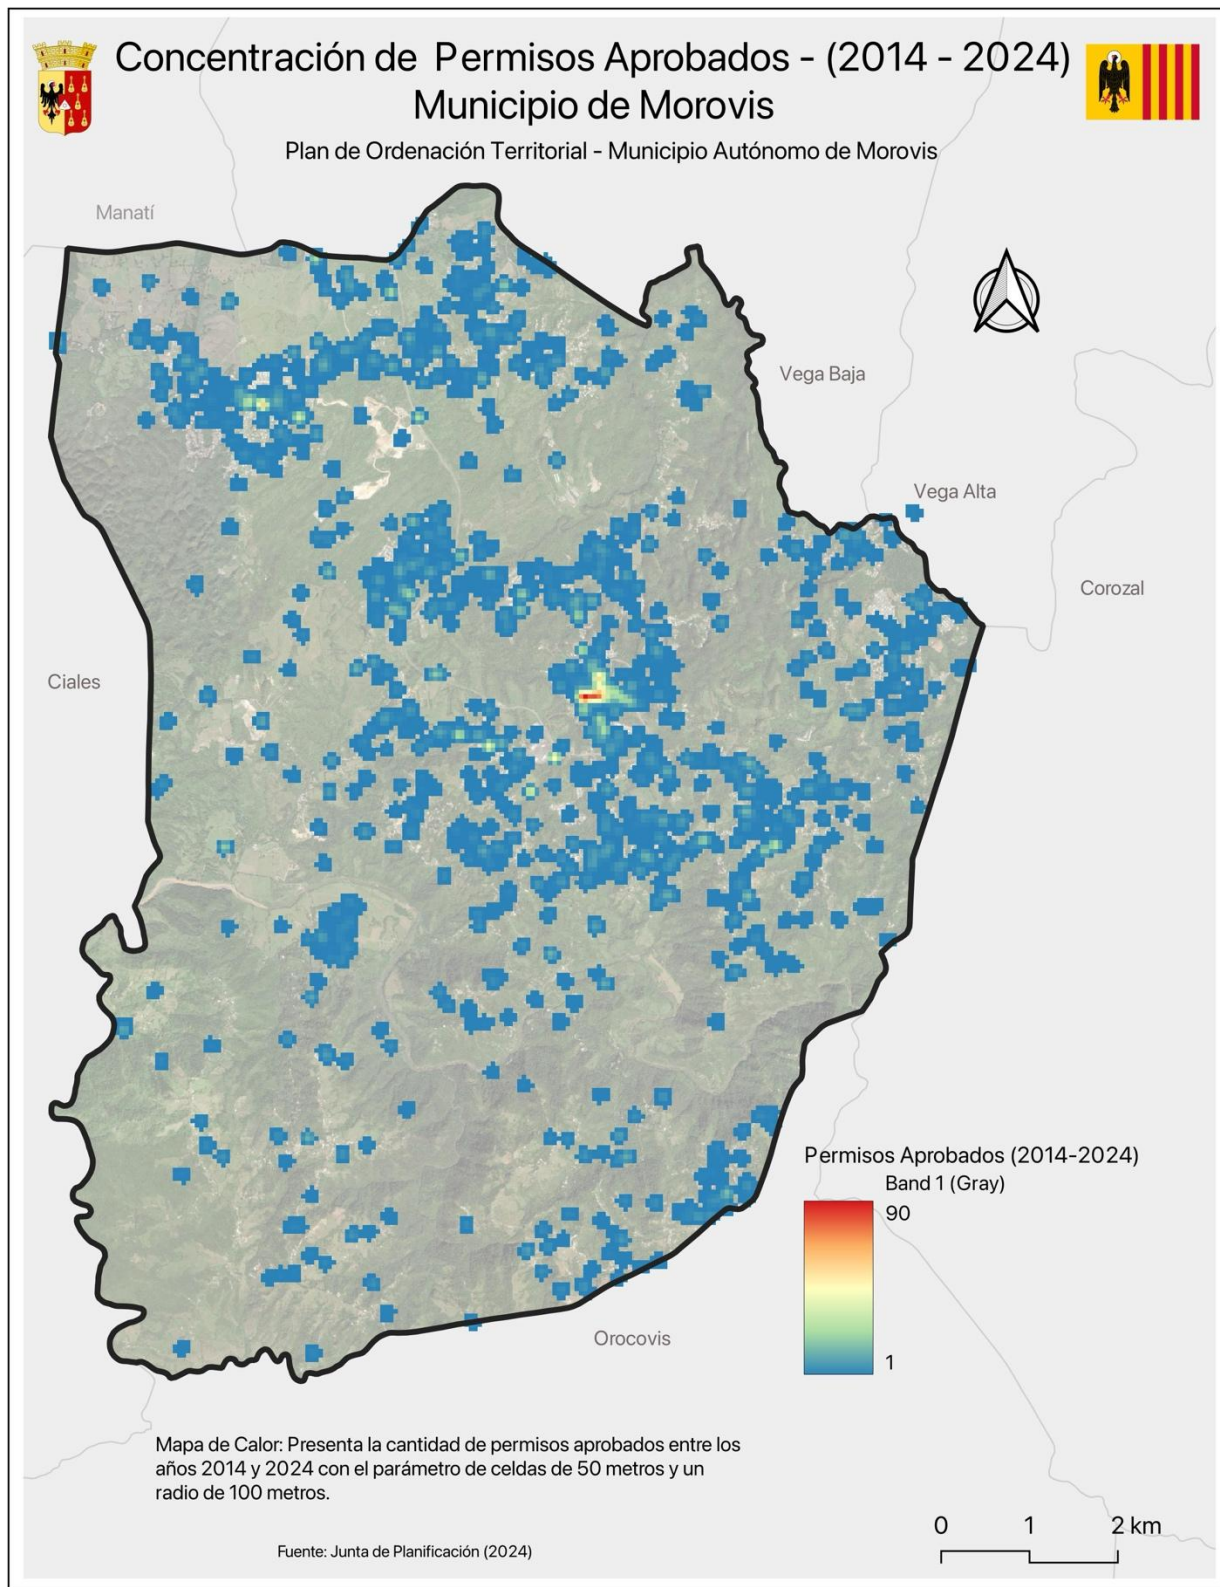 Concentración de Permisos Aprobados - (2014 - 2024)
Municipio de Morovis
Plan de Ordenación Territorial - Municipio Autónomo de Morovis
Manatí
Vega Baja
Vega Alta
Corozal
Ciales
Permisos Aprobados (2014-2024)
Band 1 (Gray)
90
1
Orocovis
Mapa de Calor: Presenta la cantidad de permisos aprobados entre los
años 2014 y 2024 con el parámetro de celdas de 50 metros y un
radio de 100 metros.
Fuente: Junta de Planificación (2024)
0 1 2 km